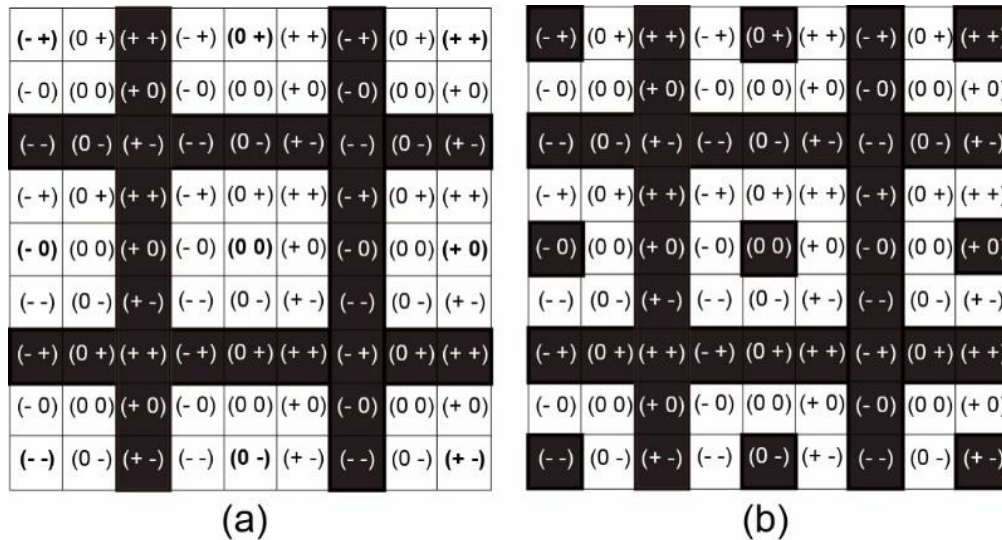 (- +) (0 +) (+ +) (- +) (0 +) (+ +) (- +) (0 +) (+ +)
(- 0) (0 0) (+ 0) (- 0) (0 0) (+ 0) (- 0) (0 0) (+ 0)
(- -) (0 -) (+ -) (- -) (0 -) (+ -) (- -) (0 -) (+ -)
(- +) (0 +) (+ +) (- +) (0 +) (+ +) (- +) (0 +) (+ +)
(- 0) (0 0) (+ 0) (- 0) (0 0) (+ 0) (- 0) (0 0) (+ 0)
(- -) (0 -) (+ -) (- -) (0 -) (+ -) (- -) (0 -) (+ -)
(- +) (0 +) (+ +) (- +) (0 +) (+ +) (- +) (0 +) (+ +)
(- 0) (0 0) (+ 0) (- 0) (0 0) (+ 0) (- 0) (0 0) (+ 0)
(- -) (0 -) (+ -) (- -) (0 -) (+ -) (- -) (0 -) (+ -)
(a)
(- +) (0 +) (+ +) (- +) (0 +) (+ +) (- +) (0 +) (+ +)
(- 0) (0 0) (+ 0) (- 0) (0 0) (+ 0) (- 0) (0 0) (+ 0)
(- -) (0 -) (+ -) (- -) (0 -) (+ -) (- -) (0 -) (+ -)
(- +) (0 +) (+ +) (- +) (0 +) (+ +) (- +) (0 +) (+ +)
(- 0) (0 0) (+ 0) (- 0) (0 0) (+ 0) (- 0) (0 0) (+ 0)
(- -) (0 -) (+ -) (- -) (0 -) (+ -) (- -) (0 -) (+ -)
(- +) (0 +) (+ +) (- +) (0 +) (+ +) (- +) (0 +) (+ +)
(- 0) (0 0) (+ 0) (- 0) (0 0) (+ 0) (- 0) (0 0) (+ 0)
(- -) (0 -) (+ -) (- -) (0 -) (+ -) (- -) (0 -) (+ -)
(b)